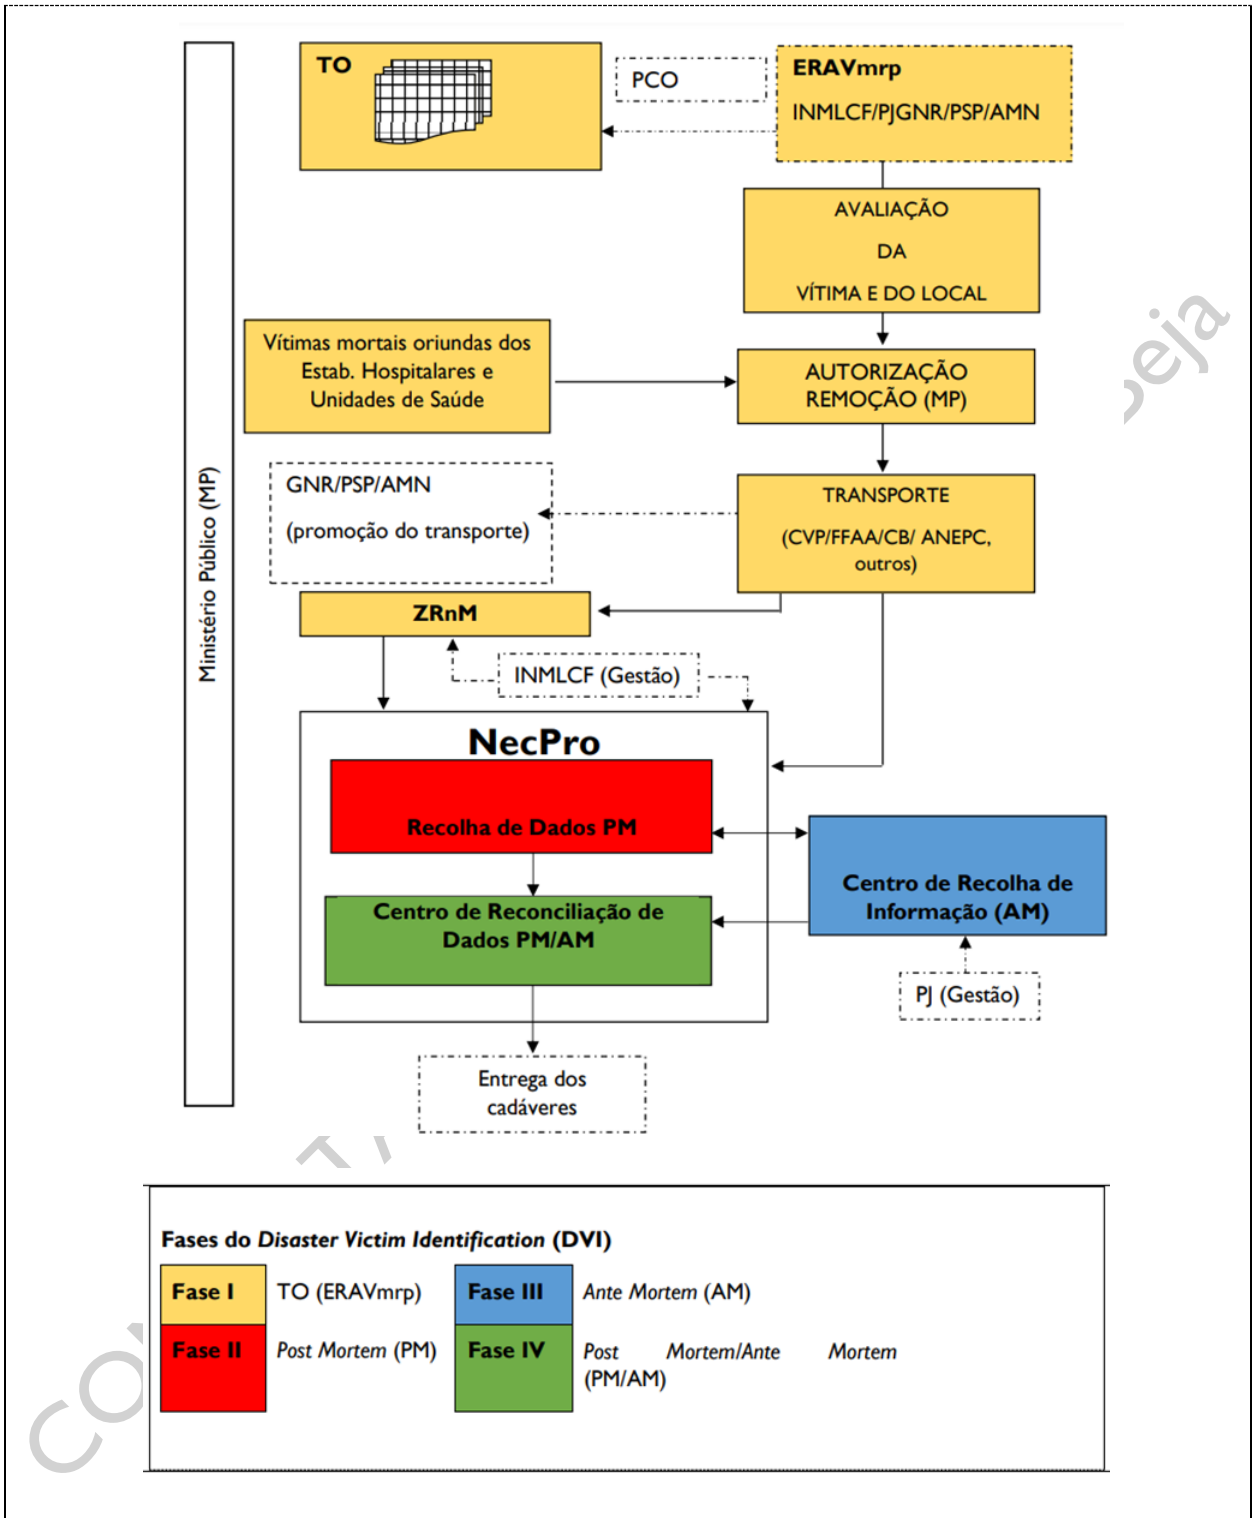 TO
PCO
ERAVmrp
INMLCF/PJGNR/PSP/AMN
AVALIAÇÃO
DA
VÍTIMA E DO LOCAL
Vítimas mortais oriundas dos
Estab. Hospitalares e
Unidades de Saúde
AUTORIZAÇÃO
REMOÇÃO (MP)
Ministério Público (MP)
GNR/PSP/AMN
(promoção do transporte)
TRANSPORTE
(CVP/FFAA/CB/ ANEPC,
outros)
ZRnM
INMLCF (Gestão)
NecPro
Recolha de Dados PM
Centro de Recolha de
Informação (AM)
Centro de Reconciliação de
Dados PM/AM
PJ (Gestão)
Entrega dos
cadáveres
Fases do Disaster Victim Identification (DVI)
Fase I
TO (ERAVmrp)
Fase III
Ante Mortem (AM)
Fase II
Post Mortem (PM)
Fase IV
Post Mortem/Ante Mortem
(PM/AM)